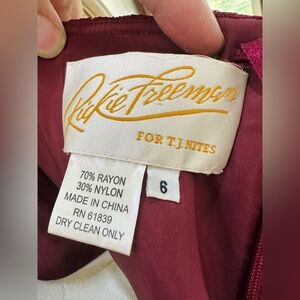 Rickie Freeman
FOR T.J. NITES
70% RAYON
30% NYLON
MADE IN CHINA
RN 61839
DRY CLEAN ONLY
6